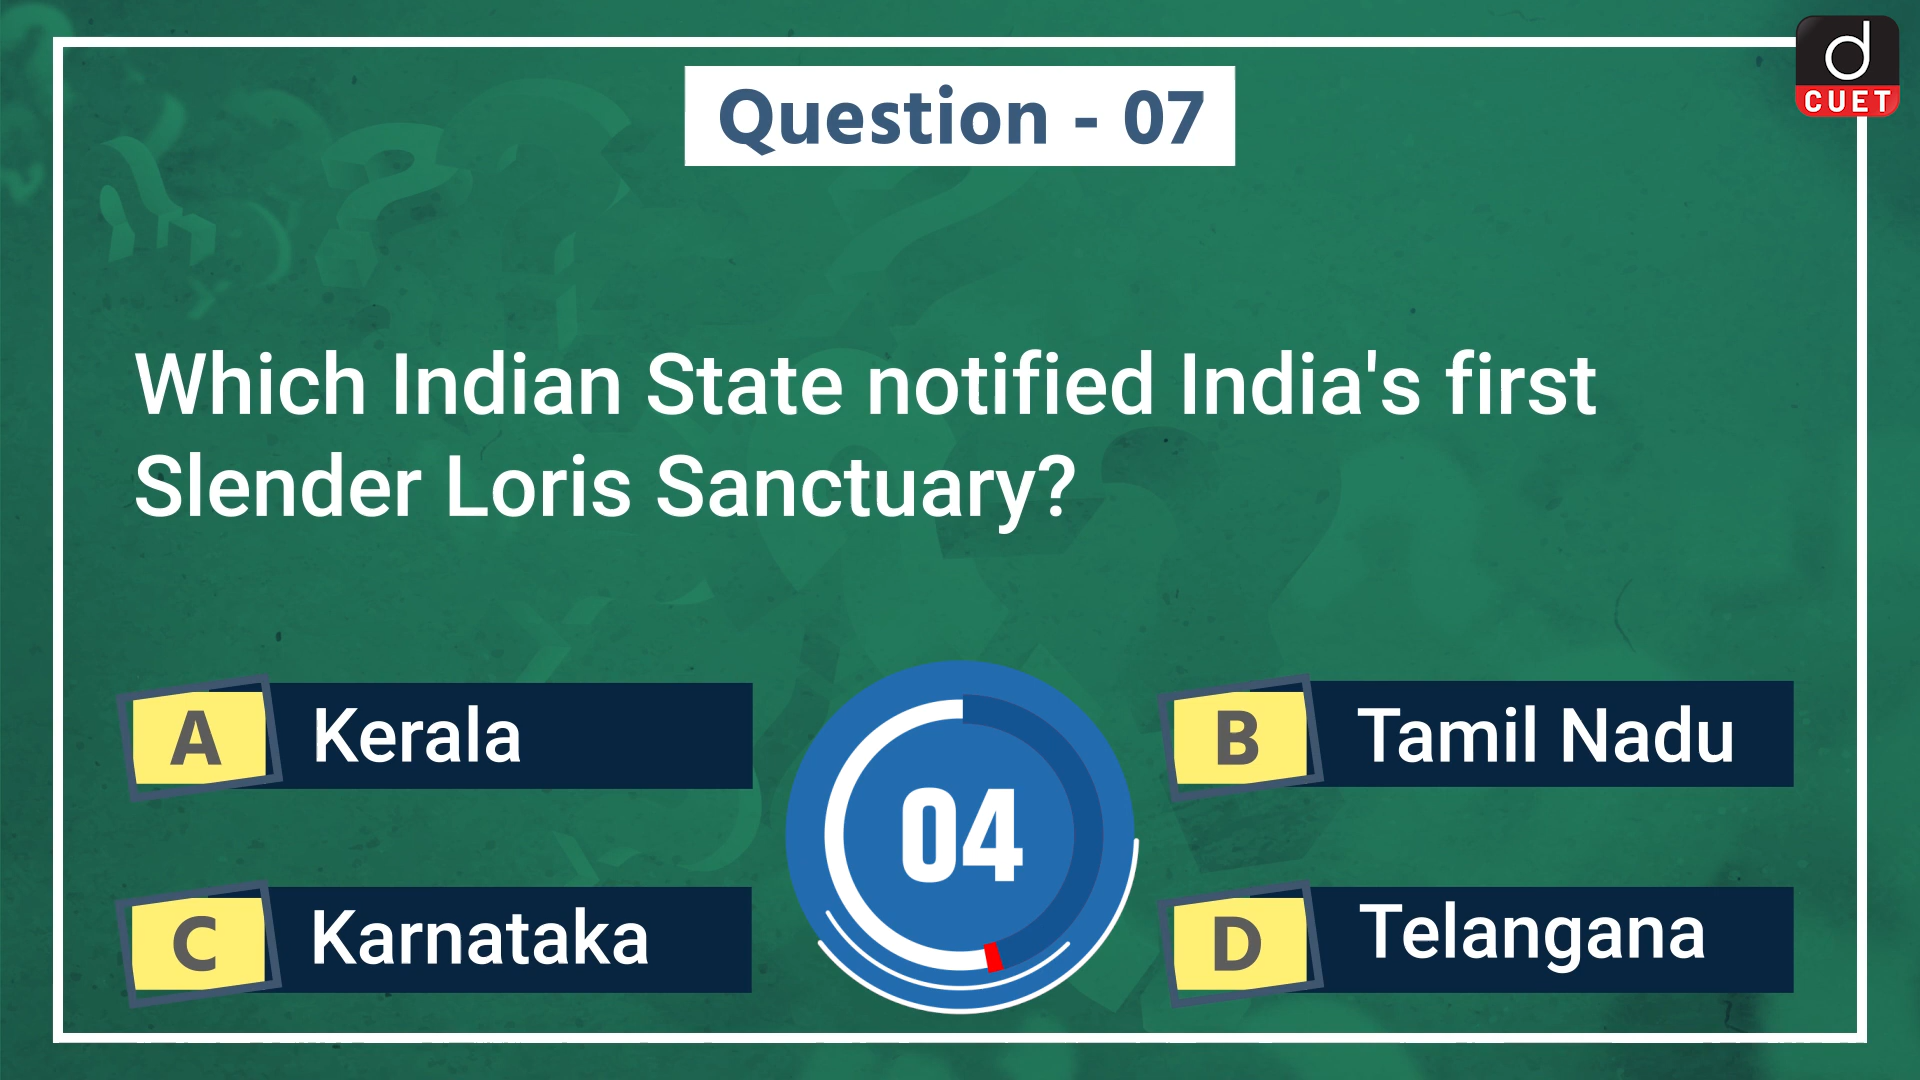 d
CUET
Question - 07
Which Indian State notified India's first
Slender Loris Sanctuary?
A Kerala
B Tamil Nadu
04
C Karnataka
D Telangana